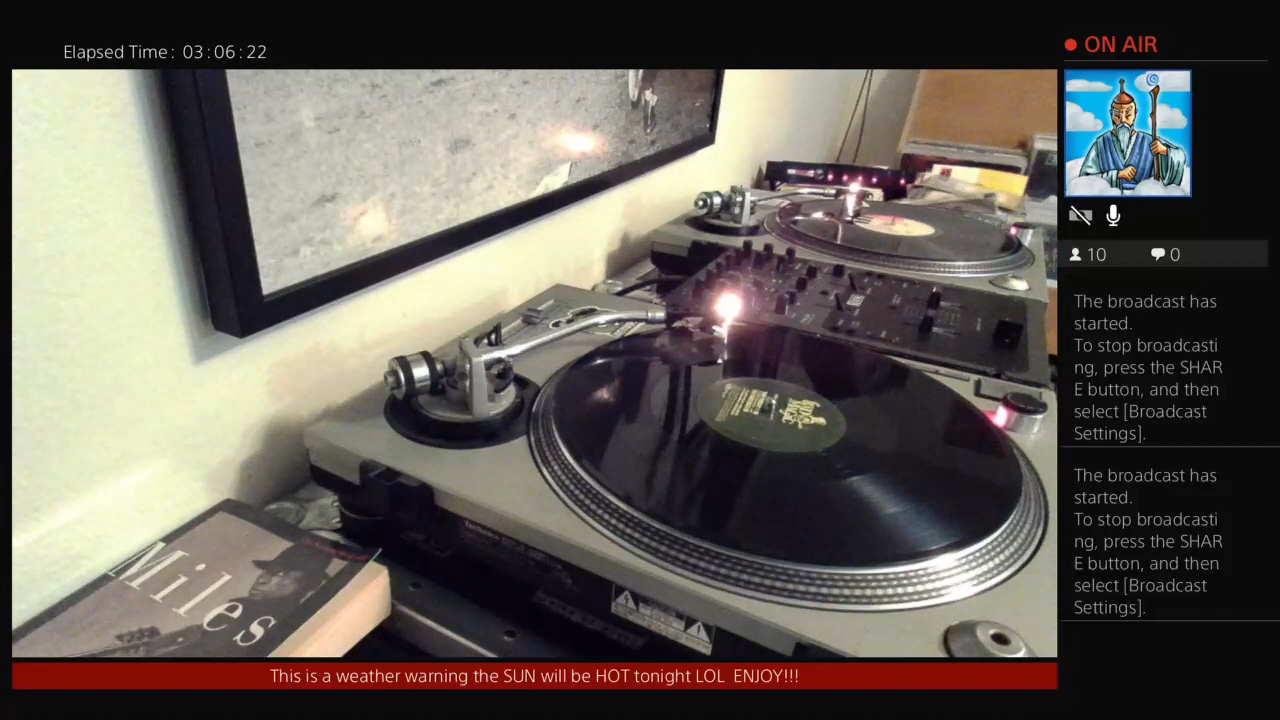 Elapsed Time: 03:06:22
ON AIR
10
0
The broadcast has
started.
To stop broadcasti
ng, press the SHAR
E button, and then
select [Broadcast
Settings].
The broadcast has
started.
To stop broadcasti
ng, press the SHAR
E button, and then
select [Broadcast
Settings].
Miles
This is a weather warning the SUN will be HOT tonight LOL ENJOY!!!